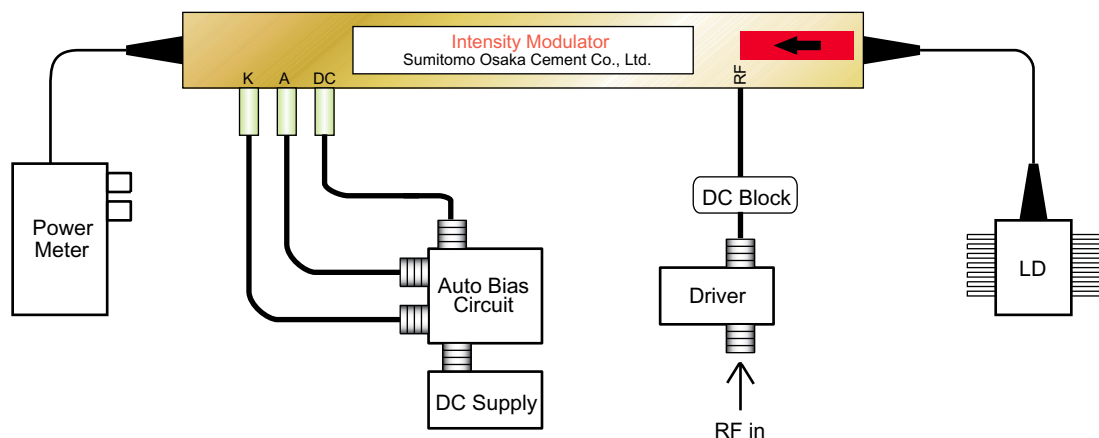 Intensity Modulator
Sumitomo Osaka Cement Co., Ltd.
K
A
DC
RF
Power
Meter
DC Block
Auto Bias
Circuit
Driver
LD
DC Supply
RF in